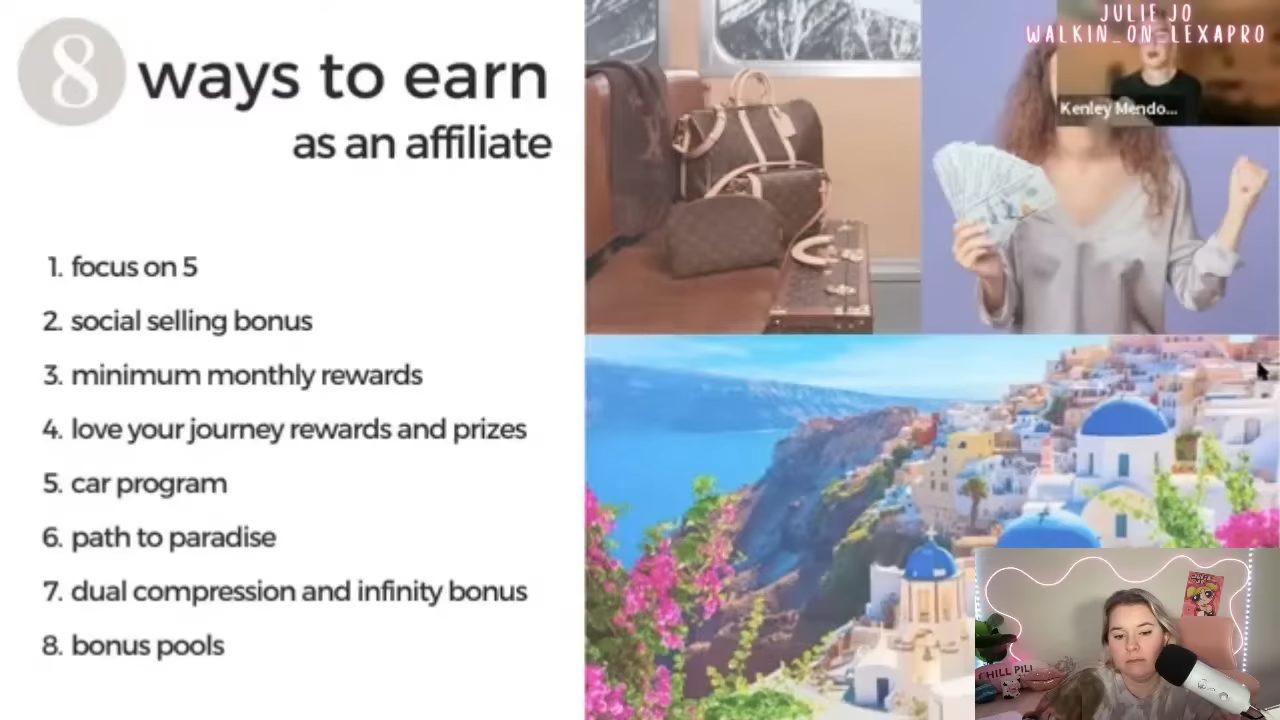 8 ways to earn
as an affiliate
1. focus on 5
2. social selling bonus
3. minimum monthly rewards
4. love your journey rewards and prizes
5. car program
6. path to paradise
7. dual compression and infinity bonus
8. bonus pools
JULIE JO
WALKIN_ON_LEXAPRO
Kenley Mendo...
CHILL PILL